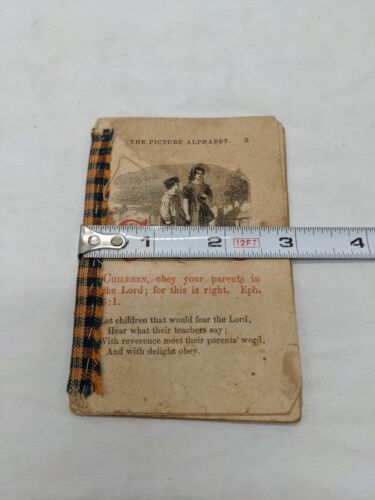 THE PICTURE ALPHABET. 5
1 2 12FT 3 4
CHILDREN, obey your parents in
the Lord; for this is right. Eph.
:1.
et children that would fear the Lord,
Hear what their teachers say;
With reverence meet their parents' word,
And with delight obey.